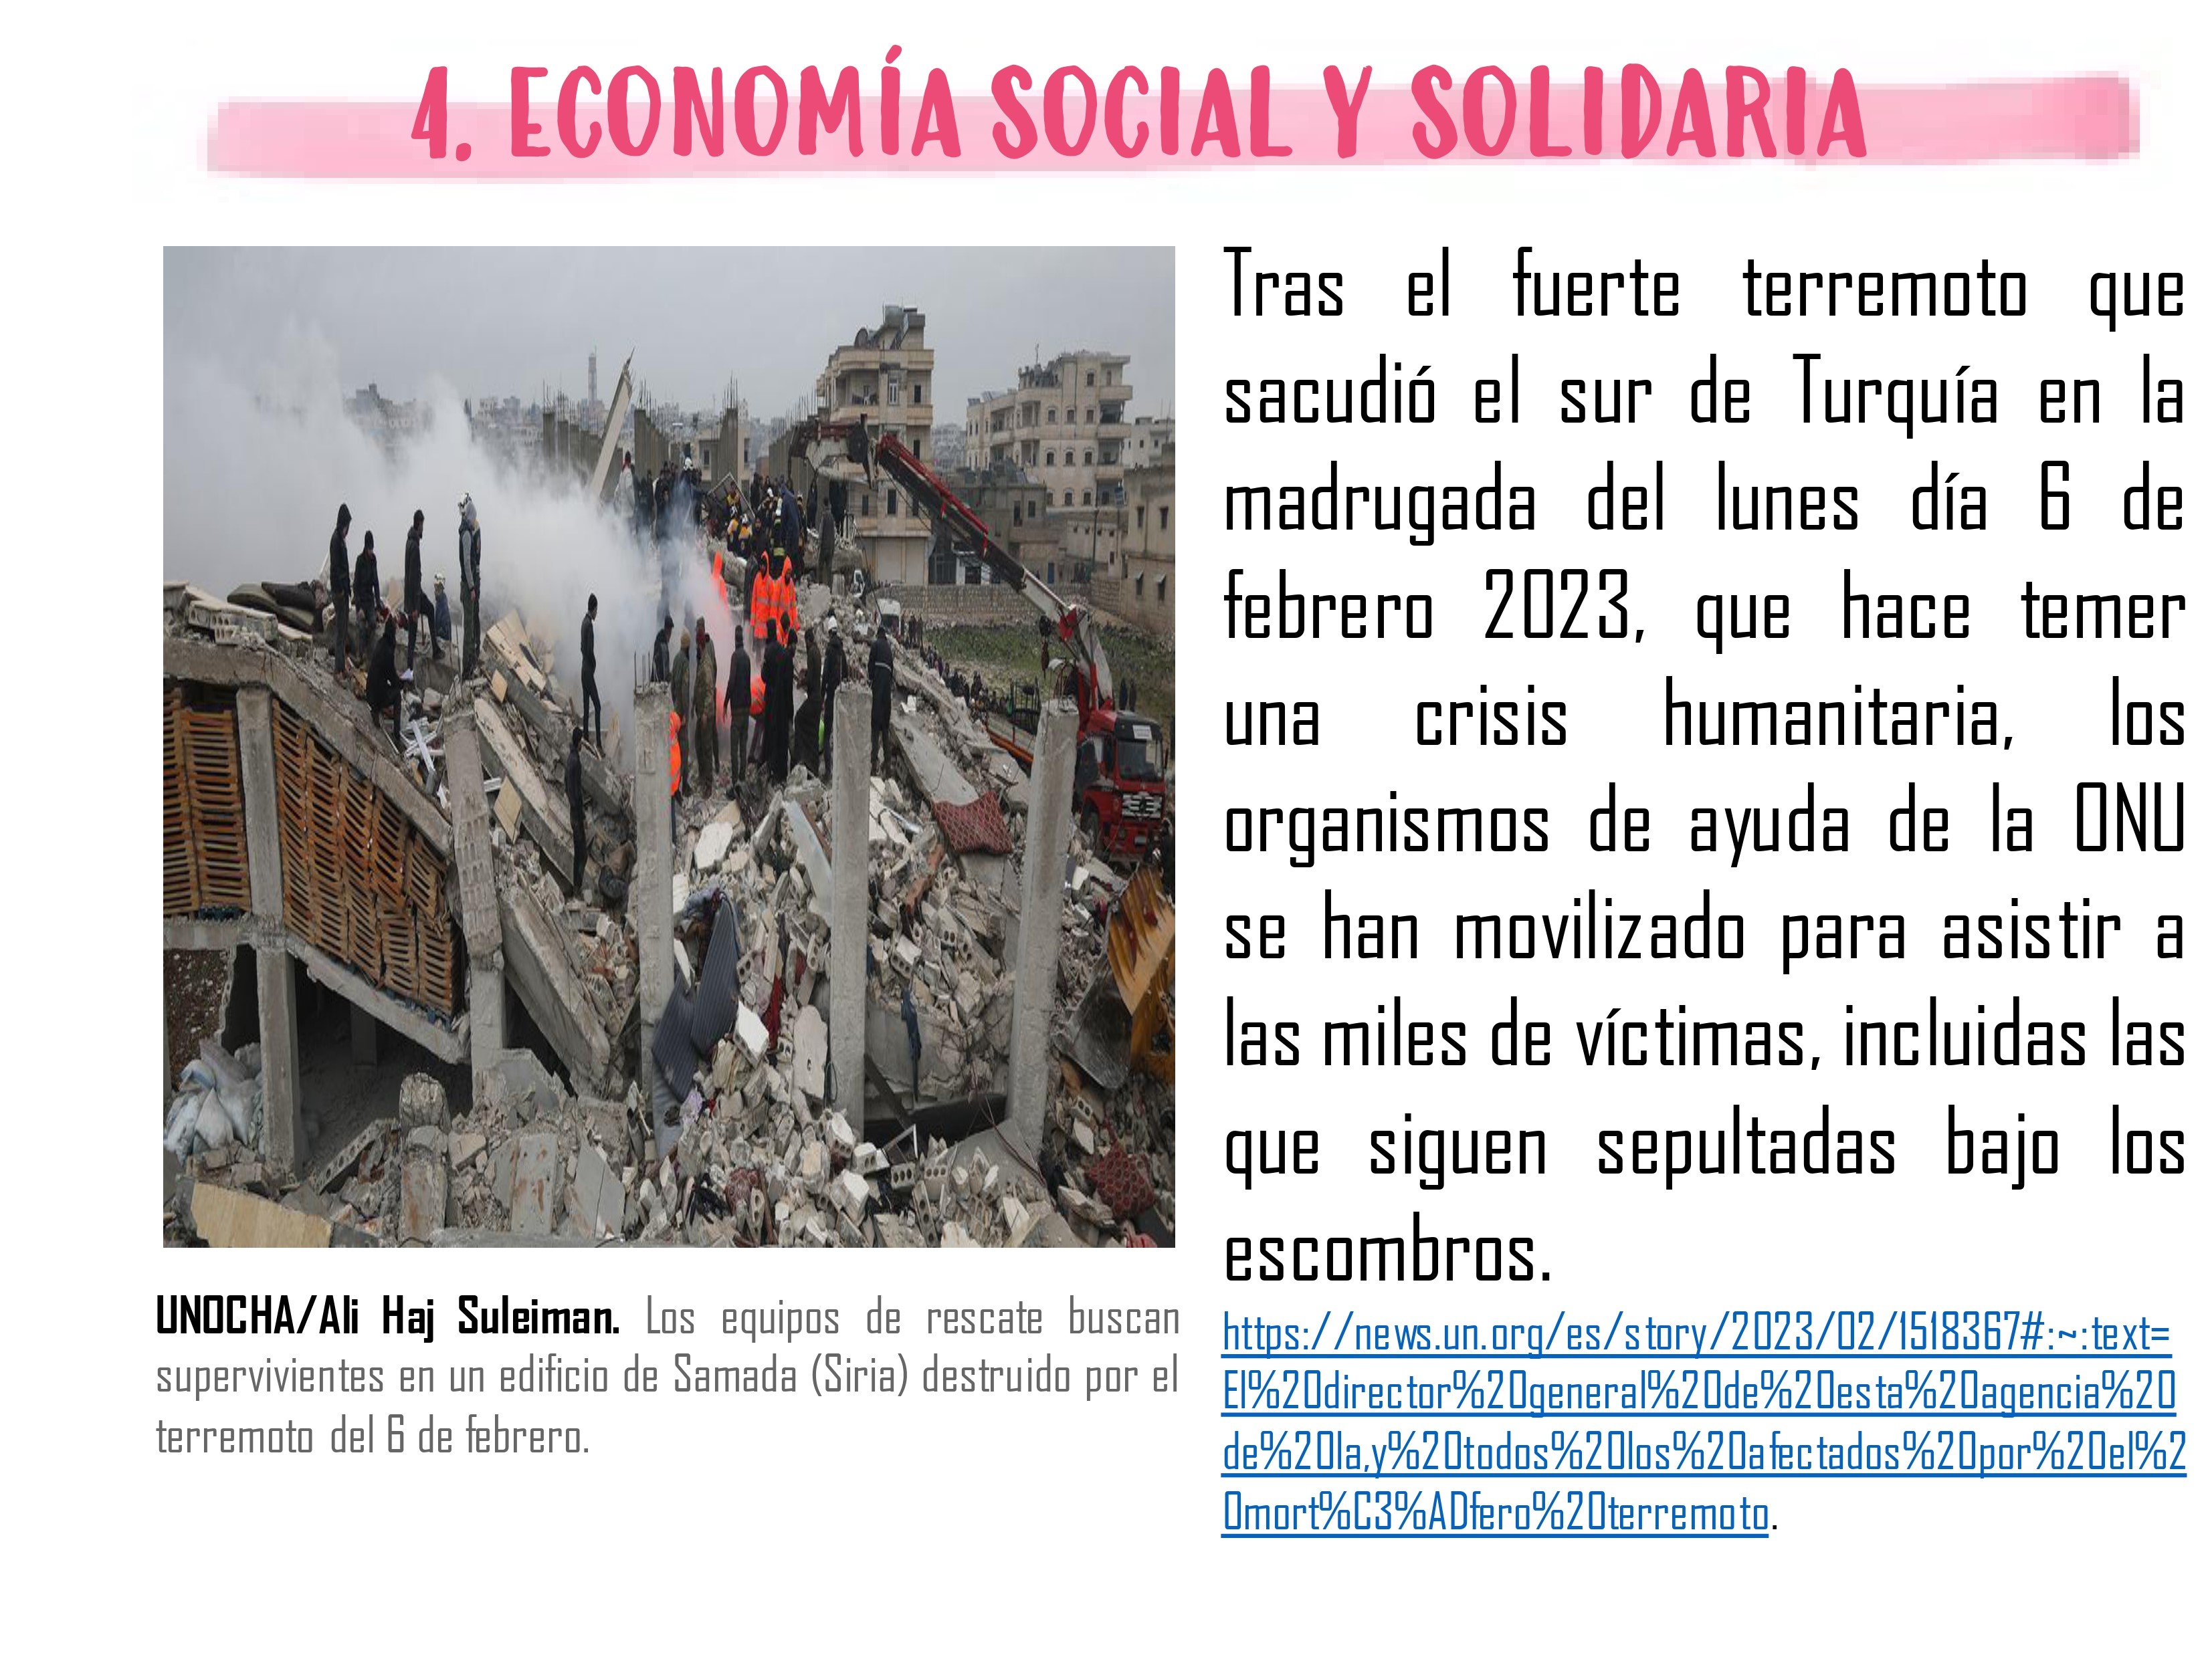 4. ECONOMÍA SOCIAL Y SOLIDARIA
Tras el fuerte terremoto que
sacudió el sur de Turquía en la
madrugada del lunes día 6 de
febrero 2023, que hace temer
una crisis humanitaria, los
organismos de ayuda de la ONU
se han movilizado para asistir a
las miles de víctimas, incluidas las
que siguen sepultadas bajo los
escombros.
https://news.un.org/es/story/2023/02/1518367#:~:text=
El%20director%20general%20de%20esta%20agencia%20
de%20la,y%20todos%20los%20afectados%20por%20el%2
0mort%C3%ADfero%20terremoto.
UNOCHA/Ali Haj Suleiman. Los equipos de rescate buscan
supervivientes en un edificio de Samada (Siria) destruido por el
terremoto del 6 de febrero.